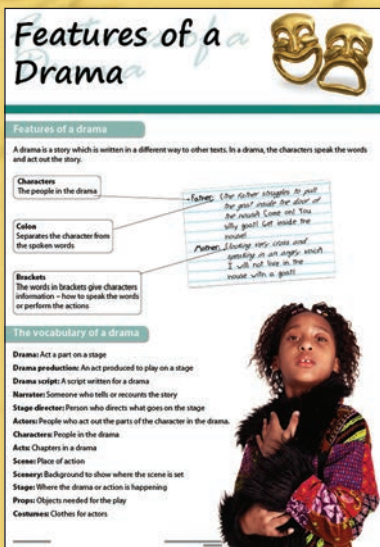 Features of a
Drama
Features of a drama
A drama is a story which is written in a different way to other texts. In a drama, the characters speak the words
and act out the story.
Characters
The people in the drama
Colon
Separates the character from
the spoken words
Brackets
The words in brackets give characters
information – how to speak the words
or perform the actions
Father: (the father struggles to pull
the goat inside the door of
the house) Come on! You
silly goat! Get inside the
house!
Mother: (looking very cross and
speaking in an angry voice)
I will not live in the
house with a goat!
The vocabulary of a drama
Drama: Act a part on a stage
Drama production: An act produced to play on a stage
Drama script: A script written for a drama
Narrator: Someone who tells or recounts the story
Stage director: Person who directs what goes on the stage
Actors: People who act out the parts of the character in the drama.
Characters: People in the drama
Acts: Chapters in a drama
Scene: Place of action
Scenery: Background to show where the scene is set
Stage: Where the drama or action is happening
Props: Objects needed for the play
Costumes: Clothes for actors